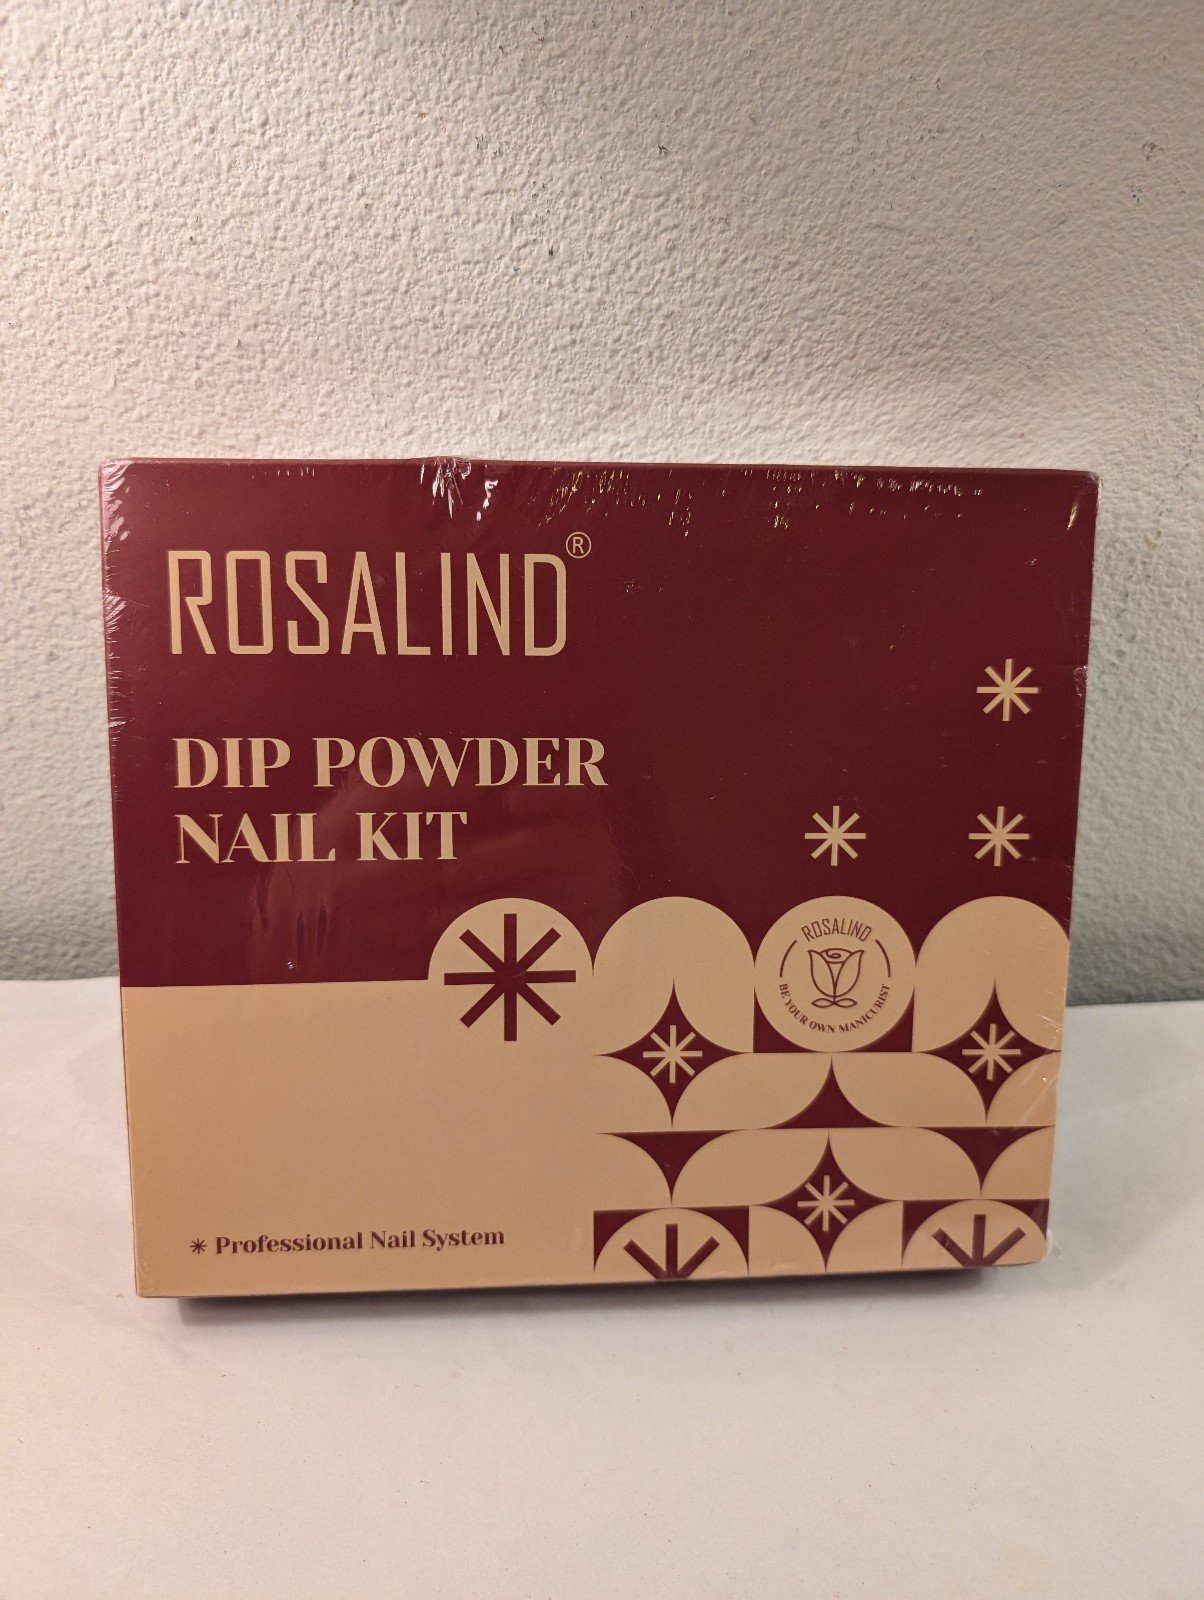 ROSALIND®
DIP POWDER
NAIL KIT
ROSALIND
BE YOUR OWN MANICURIST
Professional Nail System